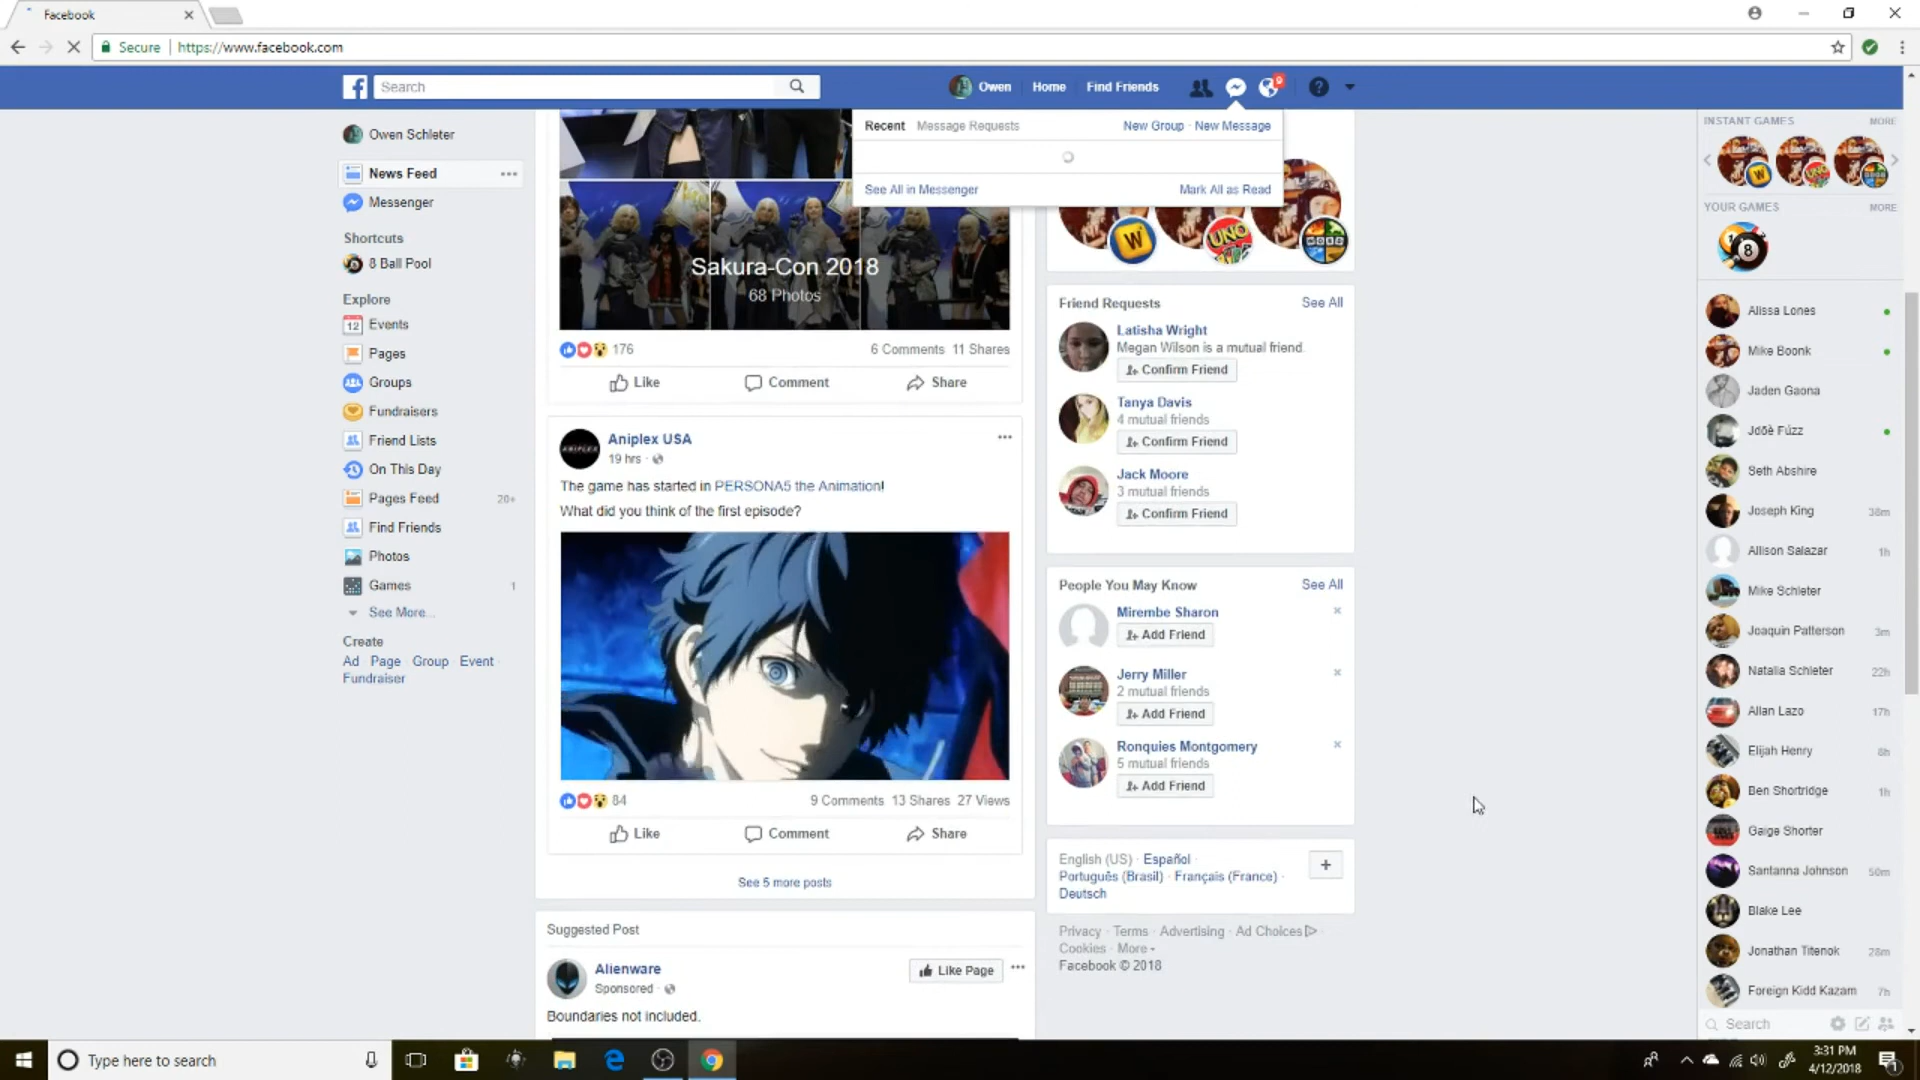 Facebook
Secure https://www.facebook.com
Search
Owen
Home
Find Friends
Owen Schleter
News Feed
Messenger
Shortcuts
8 Ball Pool
Explore
12 Events
Pages
Groups
Fundraisers
Friend Lists
On This Day
Pages Feed 20+
Find Friends
Photos
Games 1
See More...
Create
Ad Page Group Event
Fundraiser
Recent Message Requests New Group · New Message
See All in Messenger Mark All as Read
Sakura-Con 2018
68 Photos
176 6 Comments 11 Shares
Like Comment Share
ANIPLEX
Aniplex USA
19 hrs ·
The game has started in PERSONA5 the Animation!
What did you think of the first episode?
84 9 Comments 13 Shares 27 Views
Like Comment Share
See 5 more posts
Suggested Post
Alienware
Sponsored ·
Like Page
Boundaries not included.
W UNO WORD
Friend Requests See All
Latisha Wright
Megan Wilson is a mutual friend.
Confirm Friend
Tanya Davis
4 mutual friends
Confirm Friend
Jack Moore
3 mutual friends
Confirm Friend
People You May Know See All
Mirembe Sharon
Add Friend
Jerry Miller
2 mutual friends
Add Friend
Ronquies Montgomery
5 mutual friends
Add Friend
English (US) · Español ·
Português (Brasil) · Français (France) ·
Deutsch
Privacy · Terms · Advertising · Ad Choices ·
Cookies · More
Facebook © 2018
INSTANT GAMES MORE
W UNO
YOUR GAMES MORE
8
Alissa Lones
Mike Boonk
Jaden Gaona
Jóõè Fúzz
Seth Abshire
Joseph King 38m
Allison Salazar 1h
Mike Schleter
Joaquin Patterson 3m
Natalia Schleter 22h
Allan Lazo 17h
Elijah Henry 8h
Ben Shortridge 1h
Gaige Shorter
Santanna Johnson 50m
Blake Lee
Jonathan Titenok 28m
Foreign Kidd Kazam 7h
Search
Type here to search
3:31 PM
4/12/2018
1